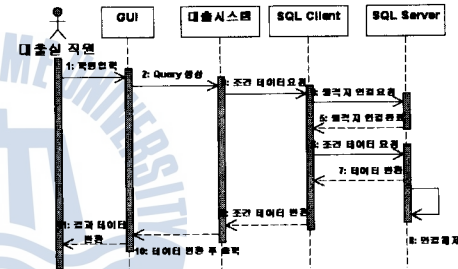 GUI
대출시스템
SQL Client
SQL Server
대출실 직원
1: 학번입력
2: Query 생성
: 조건 데이터요청
: 원격지 연결요청
5: 원격지 연결완료
: 조건 데이터 요청
7: 데이터 반환
8: 연결해제
: 조건 데이터 반환
10: 데이터 변환 후 출력
1: 결과 데이터
반환
UNIVERSITY